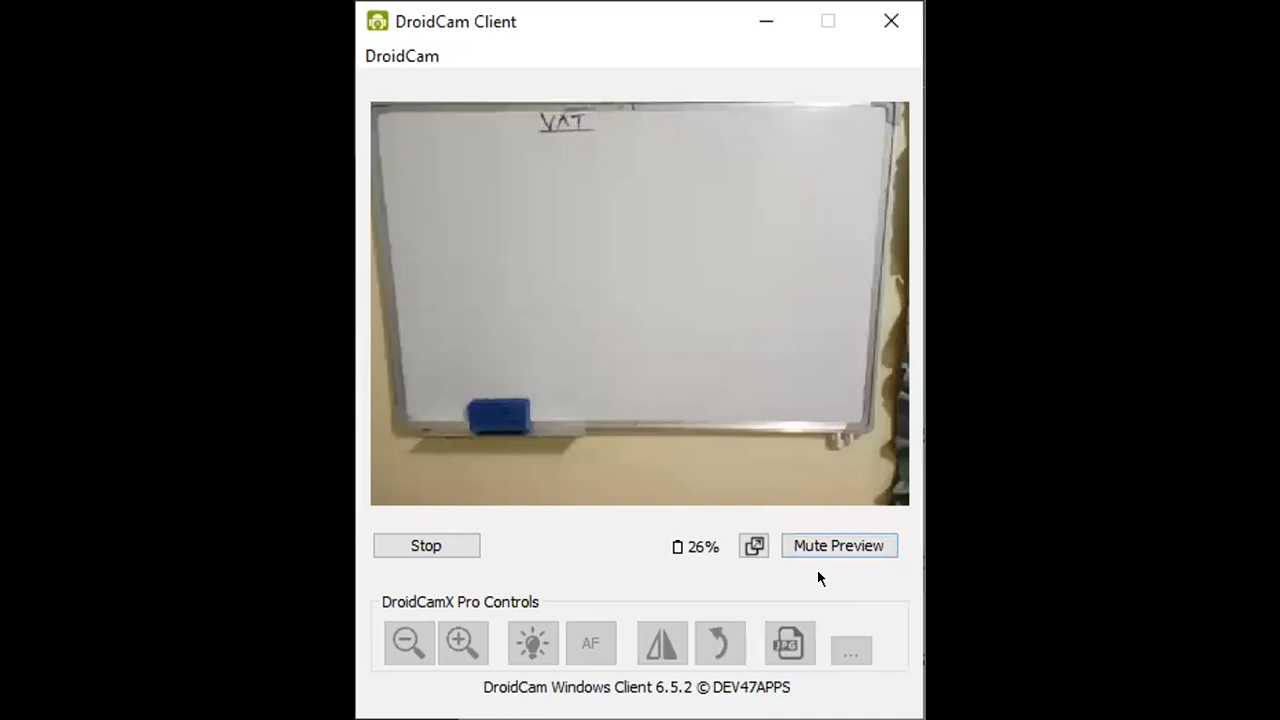 DroidCam Client
DroidCam
VAT
Stop
26%
Mute Preview
DroidCamX Pro Controls
AF
JPG
...
DroidCam Windows Client 6.5.2 © DEV47APPS